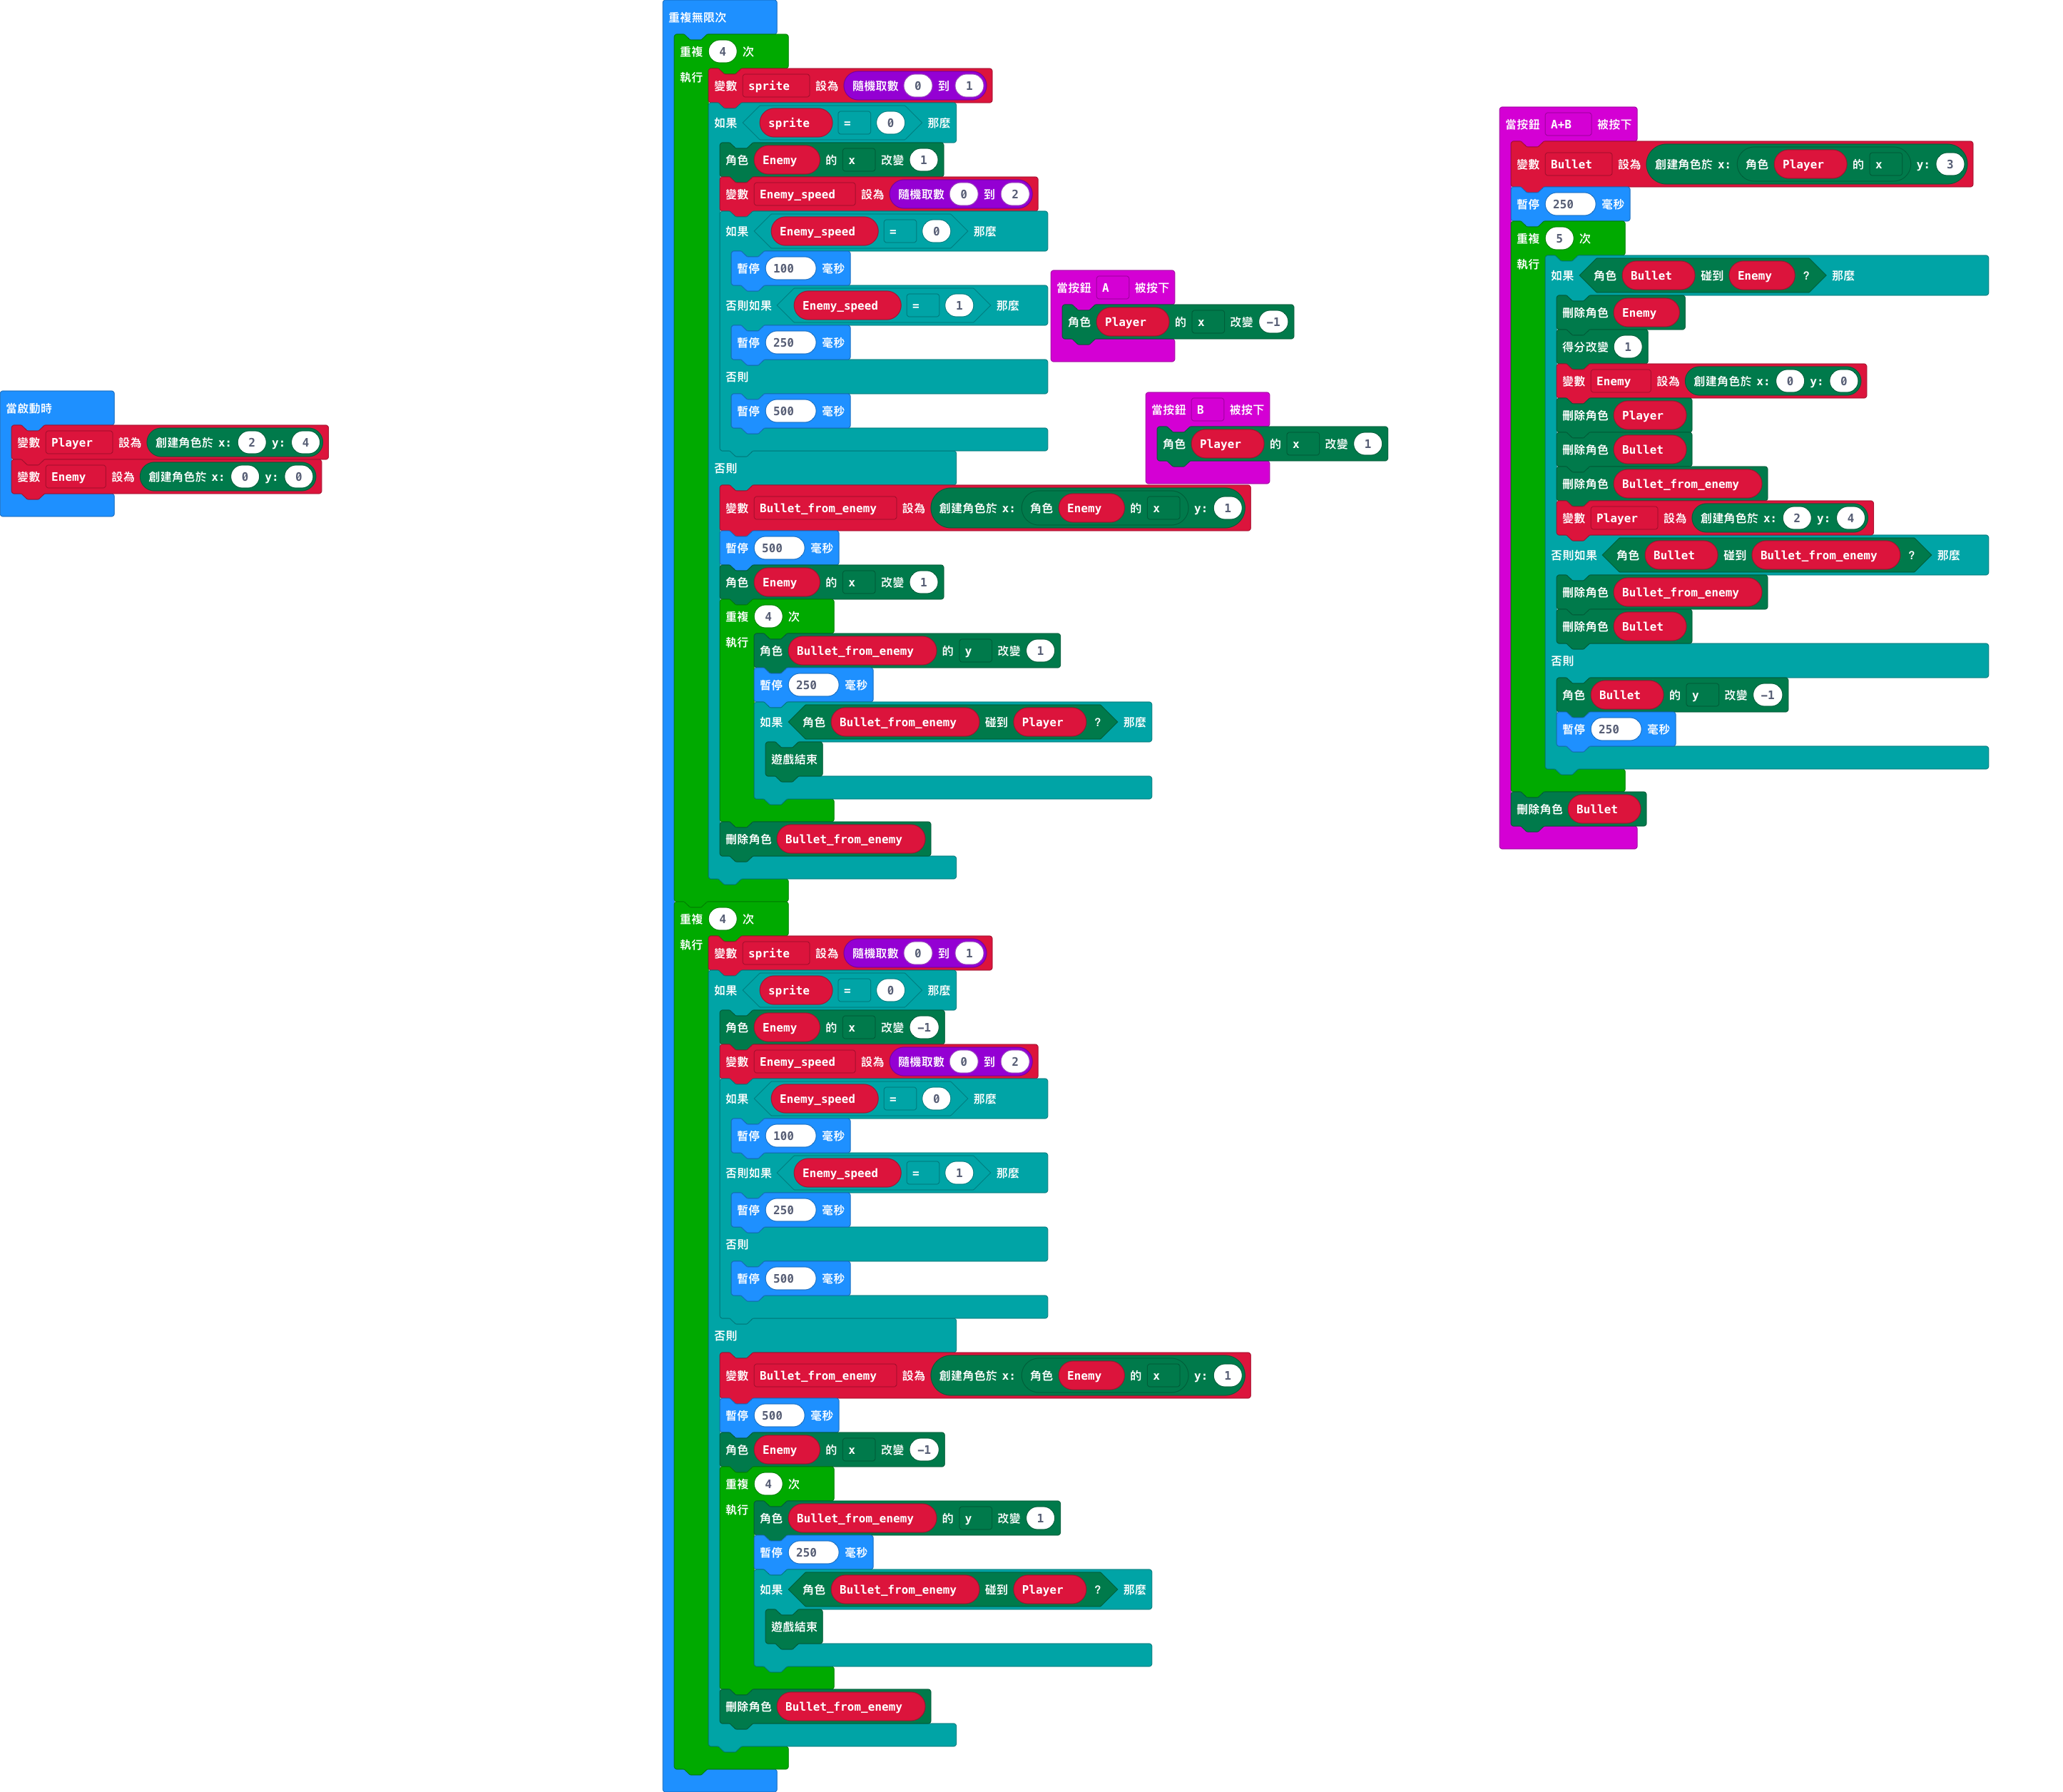 當啟動時
變數 Player 設為 創建角色於 x: 2 y: 4
變數 Enemy 設為 創建角色於 x: 0 y: 0
重複無限次
重複 4 次
執行
變數 sprite 設為 隨機取數 0 到 1
如果 sprite = 0 那麼
角色 Enemy 的 x 改變 1
變數 Enemy_speed 設為 隨機取數 0 到 2
如果 Enemy_speed = 0 那麼
暫停 100 毫秒
否則如果 Enemy_speed = 1 那麼
暫停 250 毫秒
否則
暫停 500 毫秒
否則
變數 Bullet_from_enemy 設為 創建角色於 x: 角色 Enemy 的 x y: 1
暫停 500 毫秒
角色 Enemy 的 x 改變 1
重複 4 次
執行
角色 Bullet_from_enemy 的 y 改變 1
暫停 250 毫秒
如果 角色 Bullet_from_enemy 碰到 Player ? 那麼
遊戲結束
刪除角色 Bullet_from_enemy
重複 4 次
執行
變數 sprite 設為 隨機取數 0 到 1
如果 sprite = 0 那麼
角色 Enemy 的 x 改變 -1
變數 Enemy_speed 設為 隨機取數 0 到 2
如果 Enemy_speed = 0 那麼
暫停 100 毫秒
否則如果 Enemy_speed = 1 那麼
暫停 250 毫秒
否則
暫停 500 毫秒
否則
變數 Bullet_from_enemy 設為 創建角色於 x: 角色 Enemy 的 x y: 1
暫停 500 毫秒
角色 Enemy 的 x 改變 -1
重複 4 次
執行
角色 Bullet_from_enemy 的 y 改變 1
暫停 250 毫秒
如果 角色 Bullet_from_enemy 碰到 Player ? 那麼
遊戲結束
刪除角色 Bullet_from_enemy
當按鈕 A 被按下
角色 Player 的 x 改變 -1
當按鈕 B 被按下
角色 Player 的 x 改變 1
當按鈕 A+B 被按下
變數 Bullet 設為 創建角色於 x: 角色 Player 的 x y: 3
暫停 250 毫秒
重複 5 次
執行
如果 角色 Bullet 碰到 Enemy ? 那麼
刪除角色 Enemy
得分改變 1
變數 Enemy 設為 創建角色於 x: 0 y: 0
刪除角色 Player
刪除角色 Bullet
刪除角色 Bullet_from_enemy
變數 Player 設為 創建角色於 x: 2 y: 4
否則如果 角色 Bullet 碰到 Bullet_from_enemy ? 那麼
刪除角色 Bullet_from_enemy
刪除角色 Bullet
否則
角色 Bullet 的 y 改變 -1
暫停 250 毫秒
刪除角色 Bullet